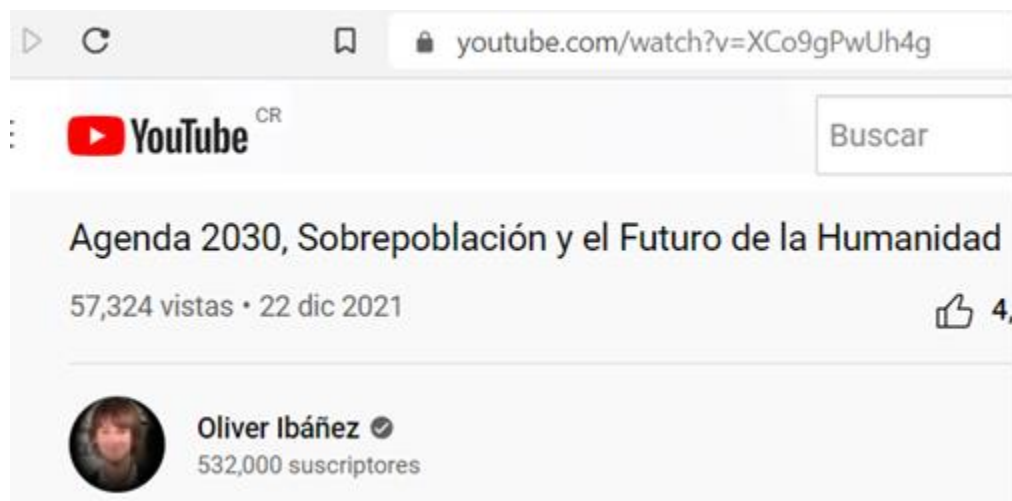 youtube.com/watch?v=XCo9gPwUh4g
YouTube CR
Buscar
Agenda 2030, Sobrepoblación y el Futuro de la Humanidad
57,324 vistas • 22 dic 2021
4,
Oliver Ibáñez
532,000 suscriptores